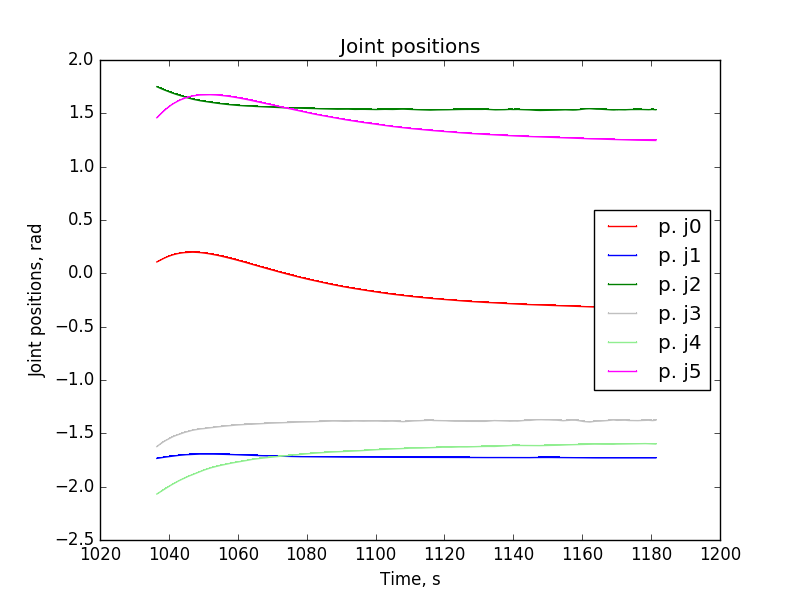 Joint positions
2.0
1.5
1.0
0.5
0.0
−0.5
−1.0
−1.5
−2.0
−2.5
Joint positions, rad
p. j0
p. j1
p. j2
p. j3
p. j4
p. j5
1020 1040 1060 1080 1100 1120 1140 1160 1180 1200
Time, s